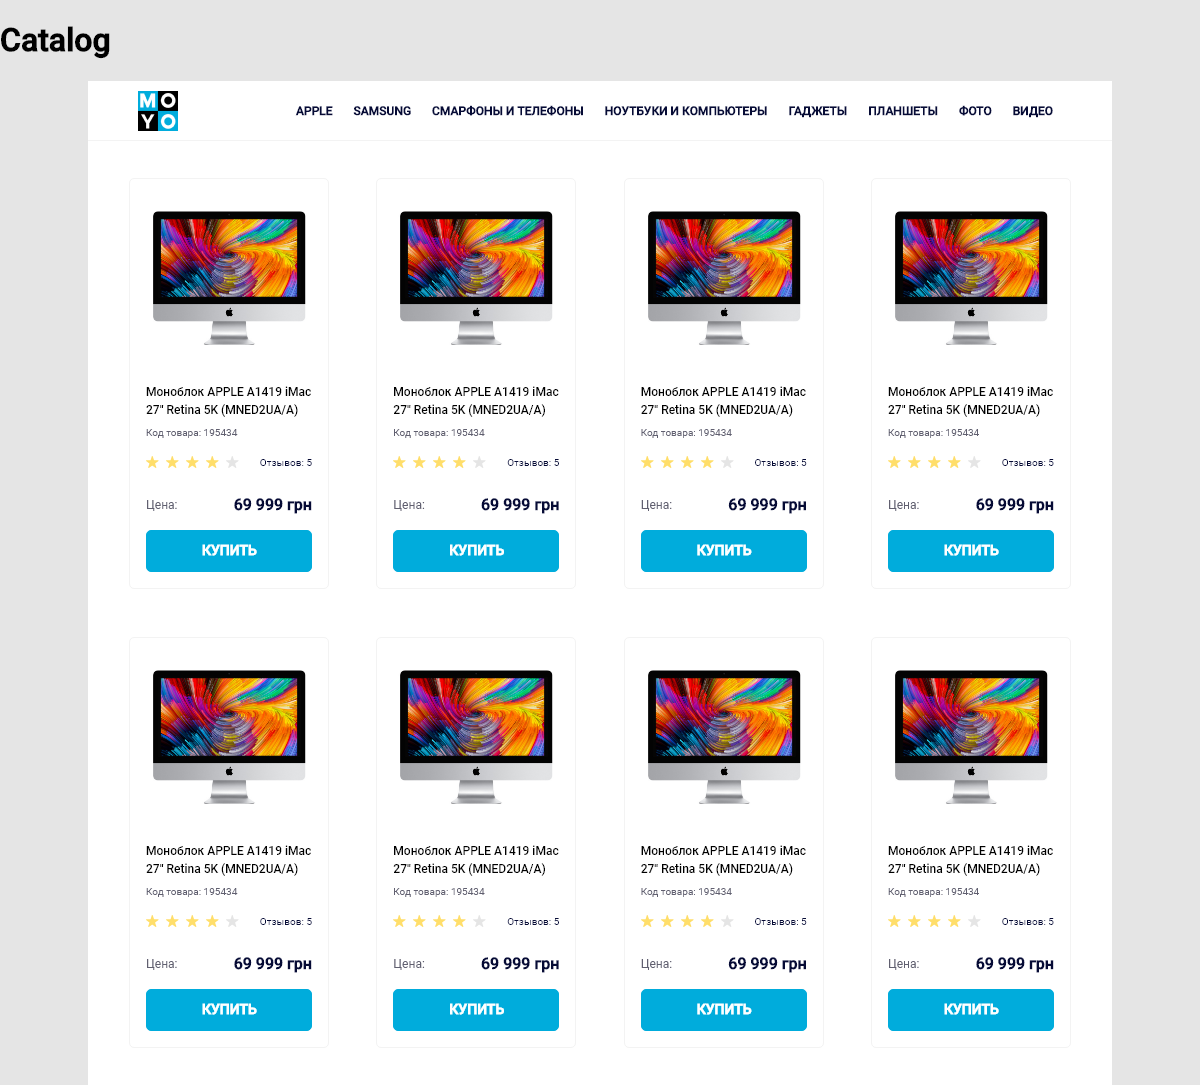 Catalog
MO
YO
APPLE SAMSUNG СМАРФОНЫ И ТЕЛЕФОНЫ НОУТБУКИ И КОМПЬЮТЕРЫ ГАДЖЕТЫ ПЛАНШЕТЫ ФОТО ВИДЕО
Моноблок APPLE A1419 iMac
27" Retina 5K (MNED2UA/A)
Код товара: 195434
Отзывов: 5
Цена: 69 999 грн
КУПИТЬ
Моноблок APPLE A1419 iMac
27" Retina 5K (MNED2UA/A)
Код товара: 195434
Отзывов: 5
Цена: 69 999 грн
КУПИТЬ
Моноблок APPLE A1419 iMac
27" Retina 5K (MNED2UA/A)
Код товара: 195434
Отзывов: 5
Цена: 69 999 грн
КУПИТЬ
Моноблок APPLE A1419 iMac
27" Retina 5K (MNED2UA/A)
Код товара: 195434
Отзывов: 5
Цена: 69 999 грн
КУПИТЬ
Моноблок APPLE A1419 iMac
27" Retina 5K (MNED2UA/A)
Код товара: 195434
Отзывов: 5
Цена: 69 999 грн
КУПИТЬ
Моноблок APPLE A1419 iMac
27" Retina 5K (MNED2UA/A)
Код товара: 195434
Отзывов: 5
Цена: 69 999 грн
КУПИТЬ
Моноблок APPLE A1419 iMac
27" Retina 5K (MNED2UA/A)
Код товара: 195434
Отзывов: 5
Цена: 69 999 грн
КУПИТЬ
Моноблок APPLE A1419 iMac
27" Retina 5K (MNED2UA/A)
Код товара: 195434
Отзывов: 5
Цена: 69 999 грн
КУПИТЬ